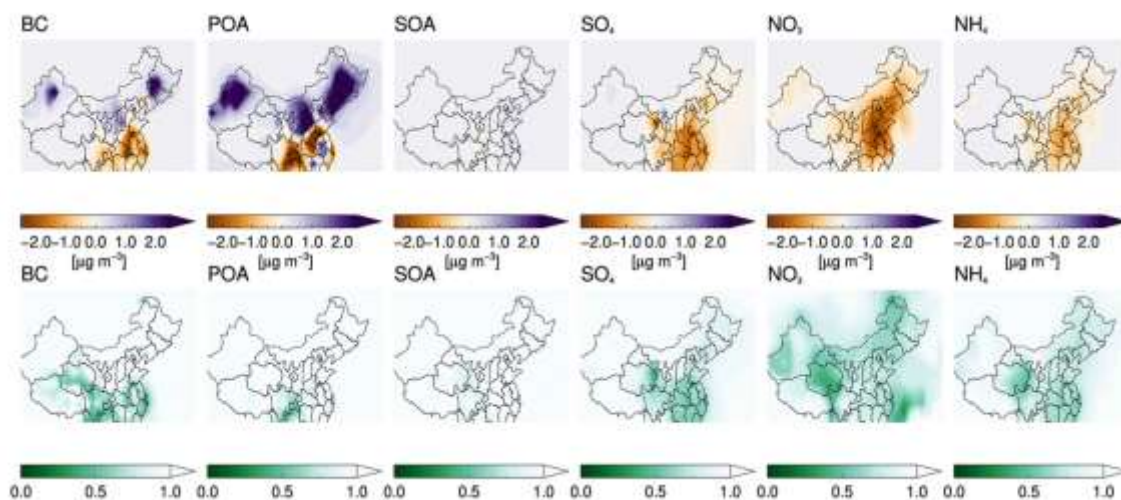 BC POA SOA SO₄ NO₃ NH₄
−2.0−1.0 0.0 1.0 2.0 −2.0−1.0 0.0 1.0 2.0 −2.0−1.0 0.0 1.0 2.0 −2.0−1.0 0.0 1.0 2.0 −2.0−1.0 0.0 1.0 2.0 −2.0−1.0 0.0 1.0 2.0
[μg m⁻³] [μg m⁻³] [μg m⁻³] [μg m⁻³] [μg m⁻³] [μg m⁻³]
BC POA SOA SO₄ NO₃ NH₄
0.0 0.5 1.0 0.0 0.5 1.0 0.0 0.5 1.0 0.0 0.5 1.0 0.0 0.5 1.0 0.0 0.5 1.0